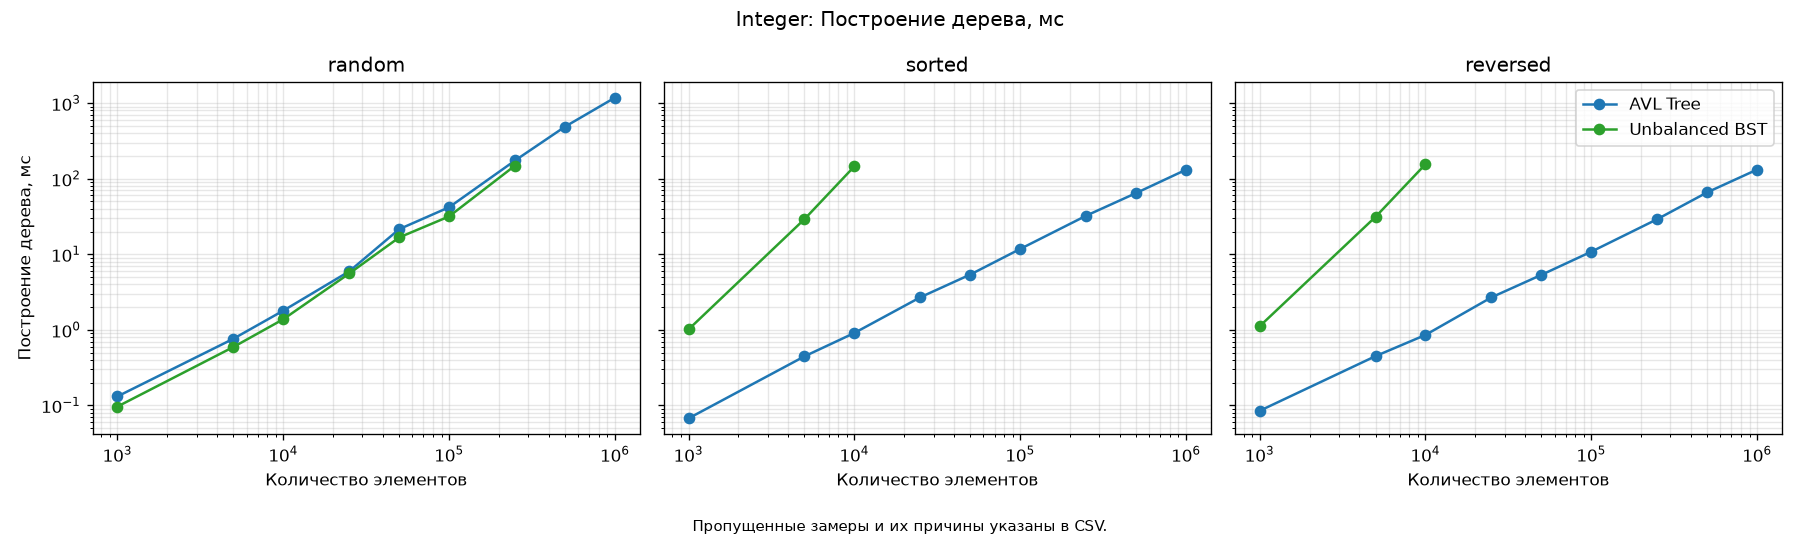 Integer: Построение дерева, мс
random
sorted
reversed
Построение дерева, мс
10³
10²
10¹
10⁰
10⁻¹
10³ 10⁴ 10⁵ 10⁶
10³ 10⁴ 10⁵ 10⁶
10³ 10⁴ 10⁵ 10⁶
AVL Tree
Unbalanced BST
Количество элементов
Количество элементов
Количество элементов
Пропущенные замеры и их причины указаны в CSV.